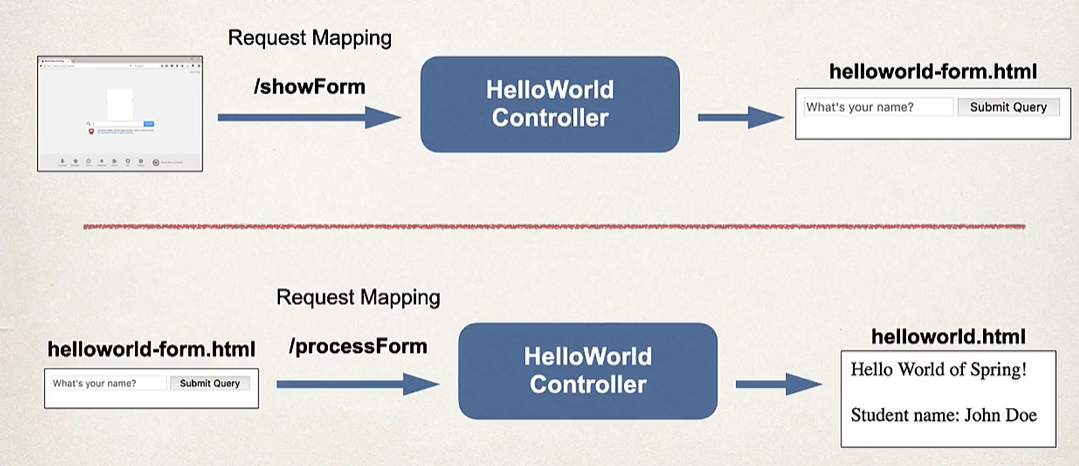 Request Mapping
/showForm
HelloWorld
Controller
helloworld-form.html
What's your name?
Submit Query
Request Mapping
helloworld-form.html
/processForm
What's your name?
Submit Query
HelloWorld
Controller
helloworld.html
Hello World of Spring!
Student name: John Doe